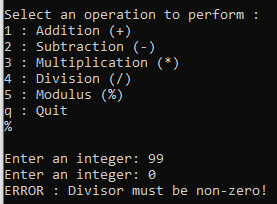 Select an operation to perform :
1 : Addition (+)
2 : Subtraction (-)
3 : Multiplication (*)
4 : Division (/)
5 : Modulus (%)
q : Quit
%
Enter an integer: 99
Enter an integer: 0
ERROR : Divisor must be non-zero!